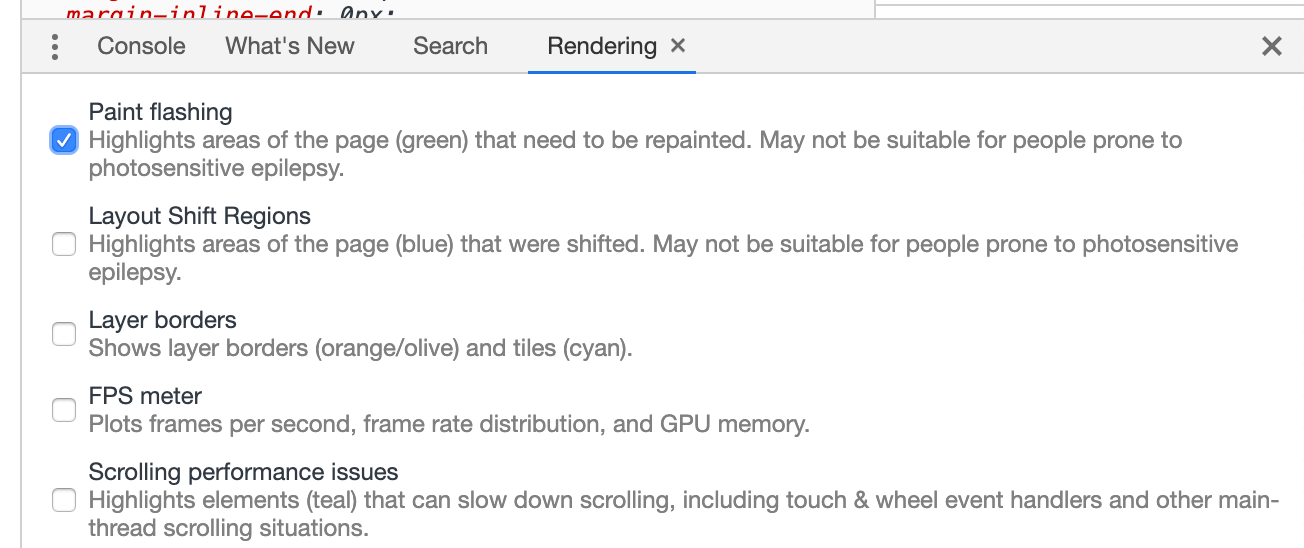 margin-inline-end: 0px;
Console What's New Search Rendering ×
Paint flashing
Highlights areas of the page (green) that need to be repainted. May not be suitable for people prone to
photosensitive epilepsy.
Layout Shift Regions
Highlights areas of the page (blue) that were shifted. May not be suitable for people prone to photosensitive
epilepsy.
Layer borders
Shows layer borders (orange/olive) and tiles (cyan).
FPS meter
Plots frames per second, frame rate distribution, and GPU memory.
Scrolling performance issues
Highlights elements (teal) that can slow down scrolling, including touch & wheel event handlers and other main-
thread scrolling situations.